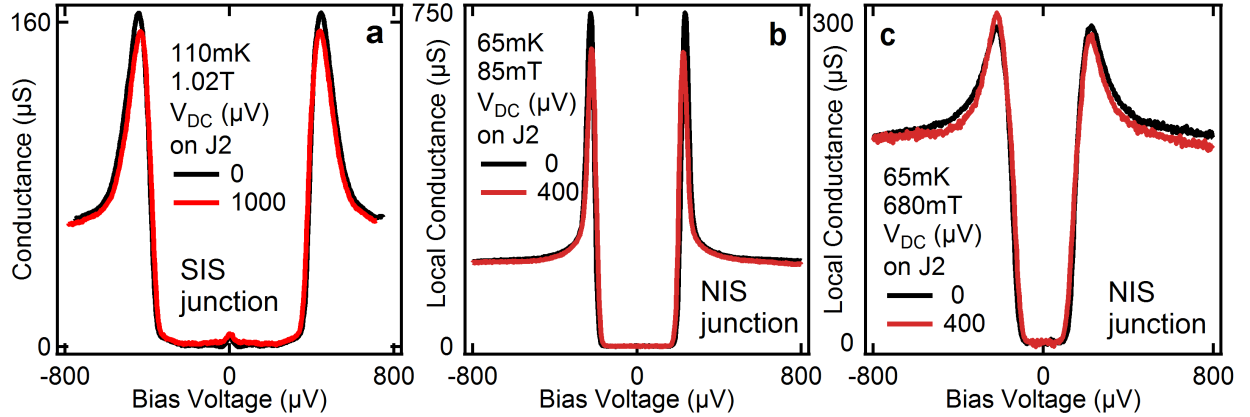 a
160
110mK
1.02T
V_DC (µV)
on J2
0
1000
SIS
junction
0
-800
0
800
Conductance (µS)
Bias Voltage (µV)
b
750
65mK
85mT
V_DC (µV)
on J2
0
400
NIS
junction
0
-800
0
800
Local Conductance (µS)
Bias Voltage (µV)
c
300
65mK
680mT
V_DC (µV)
on J2
0
400
NIS
junction
0
-800
0
800
Local Conductance (µS)
Bias Voltage (µV)